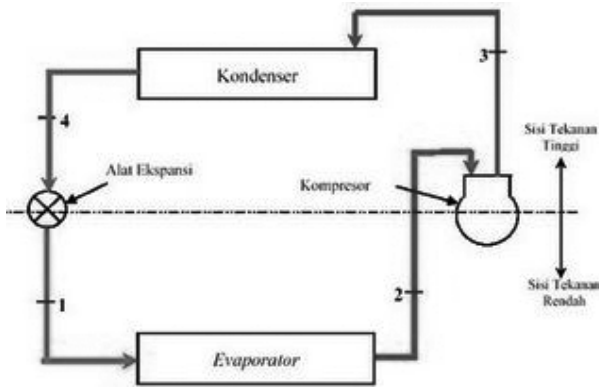 Kondenser
3
4
Sisi Tekanan
Tinggi
Alat Ekspansi
Kompresor
1
2
Sisi Tekanan
Rendah
Evaporator